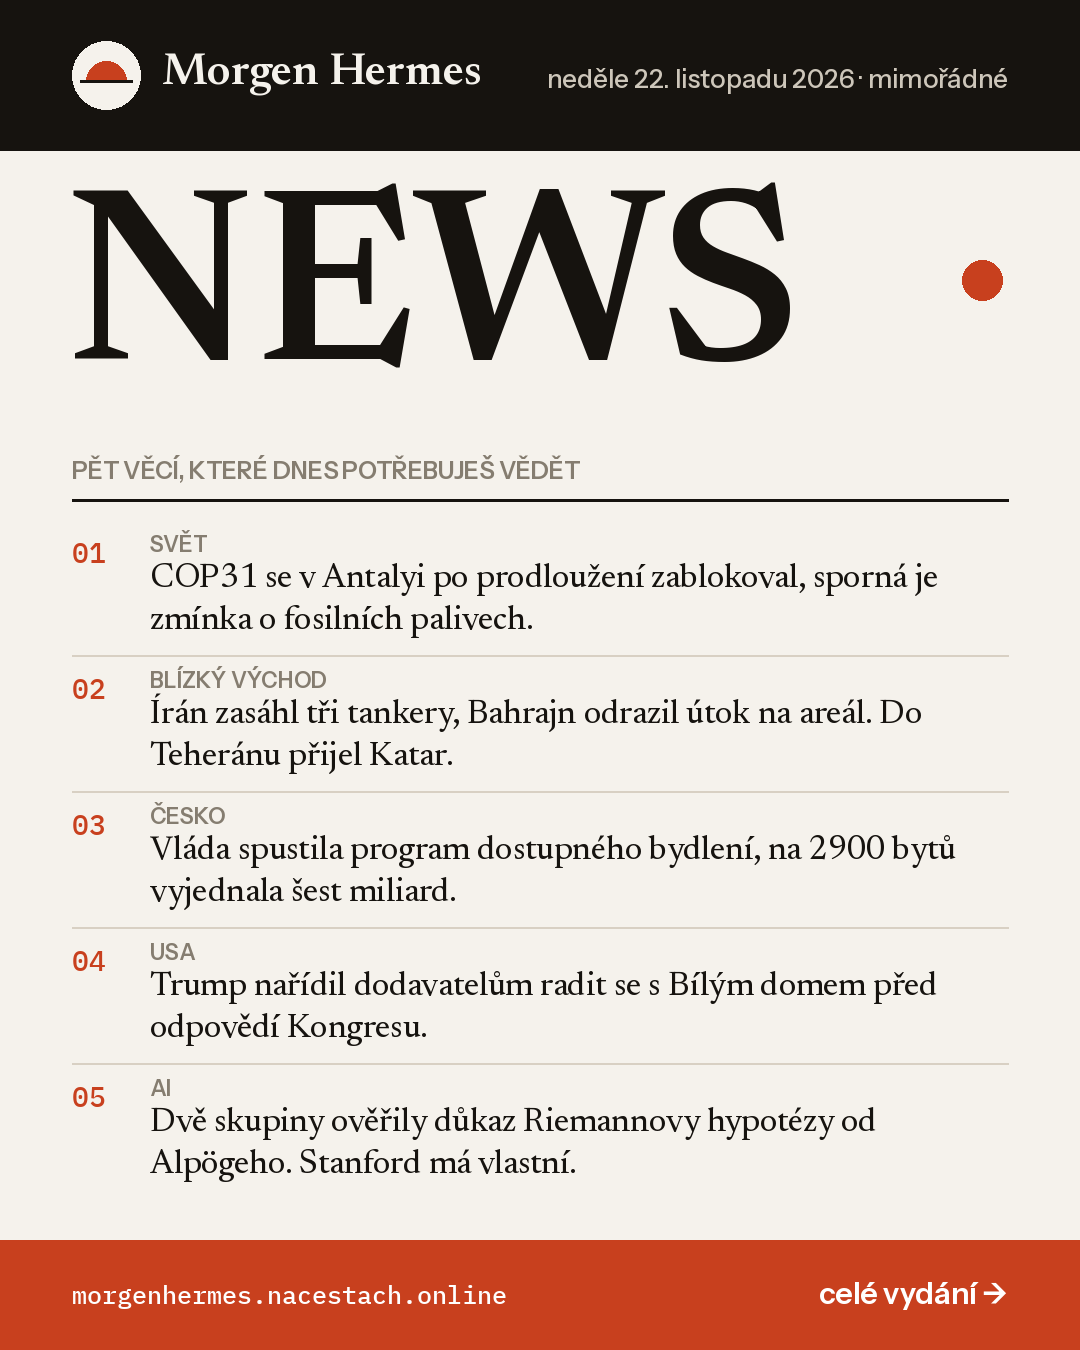 Morgen Hermes
neděle 22. listopadu 2026 · mimořádné
NEWS
PĚT VĚCÍ, KTERÉ DNES POTŘEBUJEŠ VĚDĚT
01
SVĚT
COP31 se v Antalyi po prodloužení zablokoval, sporná je
zmínka o fosilních palivech.
02
BLÍZKÝ VÝCHOD
Írán zasáhl tři tankery, Bahrajn odrazil útok na areál. Do
Teheránu přijel Katar.
03
ČESKO
Vláda spustila program dostupného bydlení, na 2900 bytů
vyjednala šest miliard.
04
USA
Trump nařídil dodavatelům radit se s Bílým domem před
odpovědí Kongresu.
05
AI
Dvě skupiny ověřily důkaz Riemannovy hypotézy od
Alpögeho. Stanford má vlastní.
morgenhermes.nacestach.online
celé vydání →